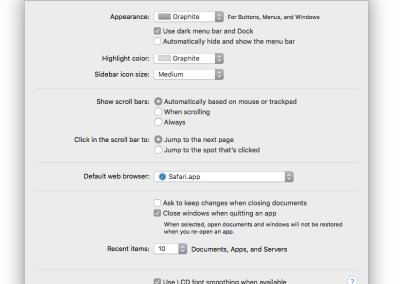 Appearance: Graphite For Buttons, Menus, and Windows
Use dark menu bar and Dock
Automatically hide and show the menu bar
Highlight color: Graphite
Sidebar icon size: Medium
Show scroll bars: Automatically based on mouse or trackpad
When scrolling
Always
Click in the scroll bar to: Jump to the next page
Jump to the spot that's clicked
Default web browser: Safari.app
Ask to keep changes when closing documents
Close windows when quitting an app
When selected, open documents and windows will not be restored
when you re-open an app.
Recent items: 10 Documents, Apps, and Servers
Use LCD font smoothing when available ?